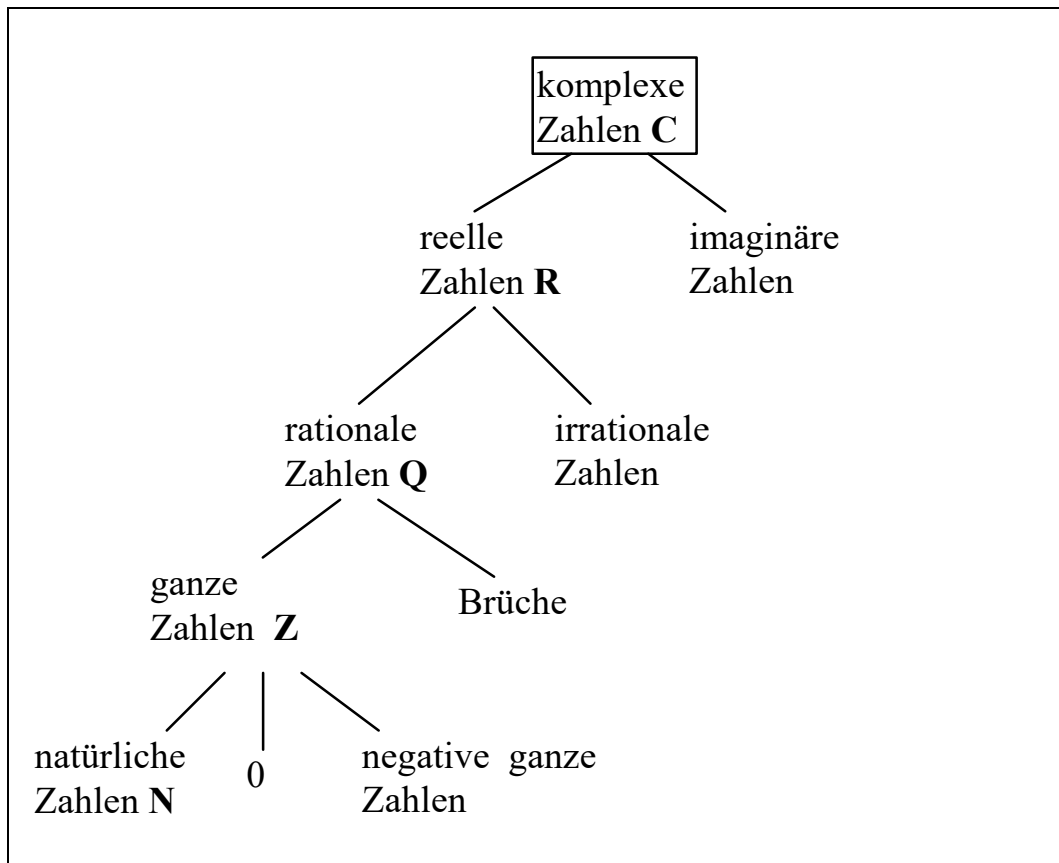 komplexe
Zahlen C
reelle
Zahlen R
imaginäre
Zahlen
rationale
Zahlen Q
irrationale
Zahlen
ganze
Zahlen Z
Brüche
natürliche
Zahlen N
0
negative ganze
Zahlen